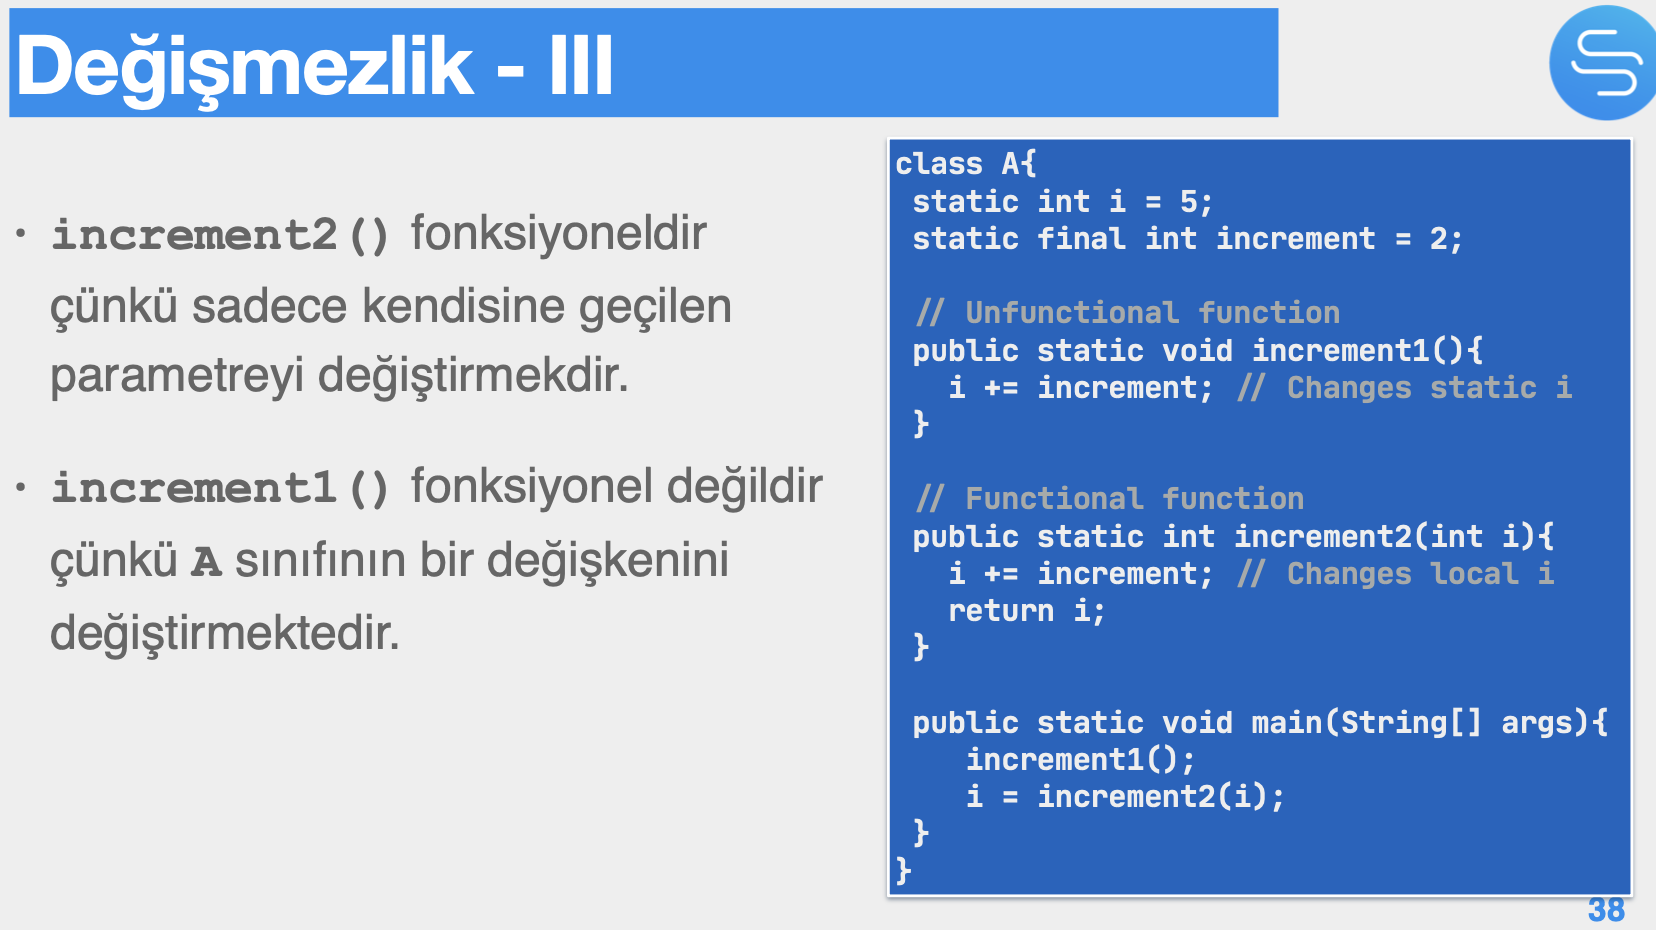 Değişmezlik - III
• increment2() fonksiyoneldir
çünkü sadece kendisine geçilen
parametreyi değiştirmekdir.
• increment1() fonksiyonel değildir
çünkü A sınıfının bir değişkenini
değiştirmektedir.
class A{
 static int i = 5;
 static final int increment = 2;
 // Unfunctional function
 public static void increment1(){
   i += increment; // Changes static i
 }
 // Functional function
 public static int increment2(int i){
   i += increment; // Changes local i
   return i;
 }
 public static void main(String[] args){
    increment1();
    i = increment2(i);
 }
}
38